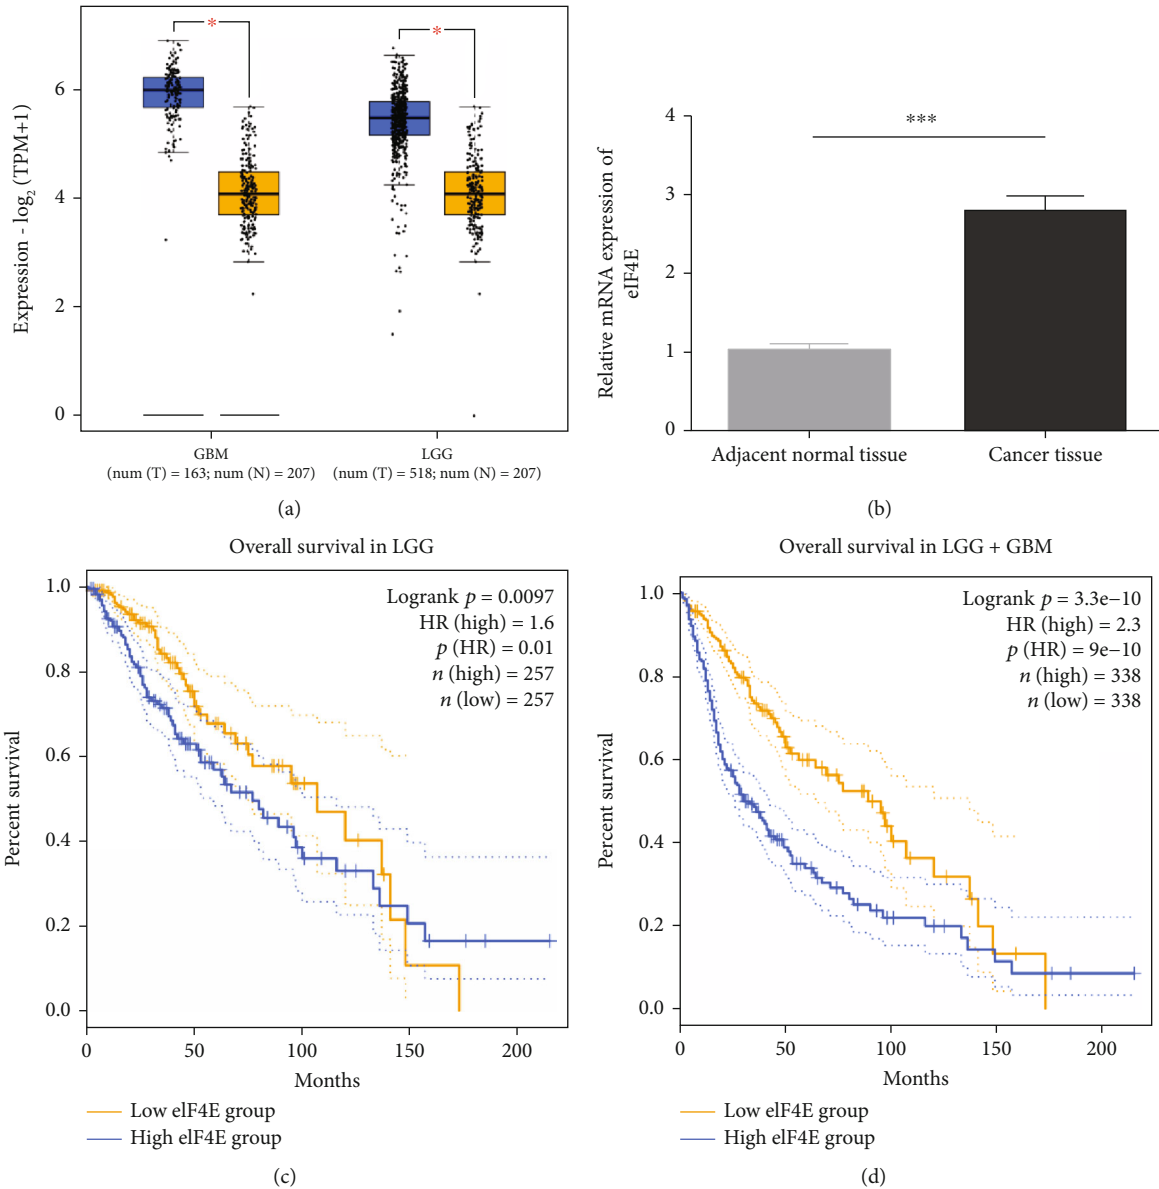 Expression - log2 (TPM+1)
6
4
2
0
*
*
GBM
(num (T) = 163; num (N) = 207)
LGG
(num (T) = 518; num (N) = 207)
(a)
Relative mRNA expression of
eIF4E
4
3
2
1
0
***
Adjacent normal tissue
Cancer tissue
(b)
Overall survival in LGG
Percent survival
1.0
0.8
0.6
0.4
0.2
0.0
Logrank p = 0.0097
HR (high) = 1.6
p (HR) = 0.01
n (high) = 257
n (low) = 257
0 50 100 150 200
Months
Low elF4E group
High elF4E group
(c)
Overall survival in LGG + GBM
Percent survival
1.0
0.8
0.6
0.4
0.2
0.0
Logrank p = 3.3e−10
HR (high) = 2.3
p (HR) = 9e−10
n (high) = 338
n (low) = 338
0 50 100 150 200
Months
Low elF4E group
High elF4E group
(d)